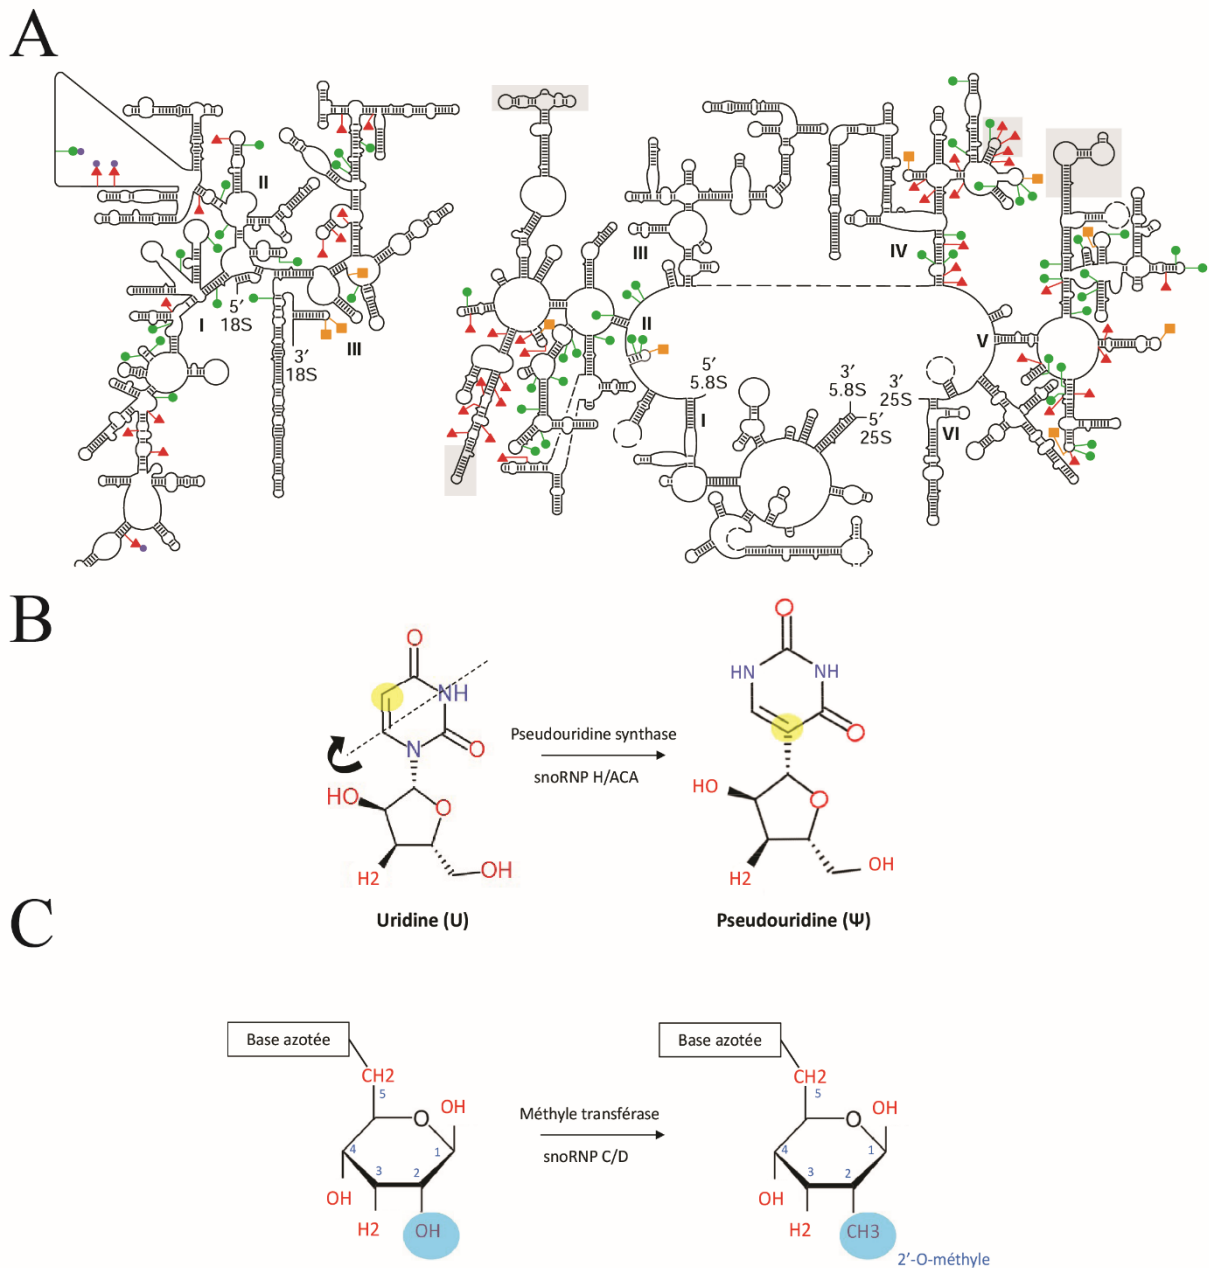 A
II
I
5′
18S
3′
18S
III
III
II
5′
5.8S
I
3′
5.8S
5′
25S
3′
25S
IV
V
VI
B
O
NH
O
N
HO
O
H2
OH
Uridine (U)
Pseudouridine synthase
snoRNP H/ACA
O
HN
NH
O
HO
O
H2
OH
Pseudouridine (Ψ)
C
Base azotée
CH2
5
OH
O
4
3
2
1
OH
H2
OH
Méthyle transférase
snoRNP C/D
Base azotée
CH2
5
OH
O
4
3
2
1
OH
H2
CH3
2′-O-méthyle